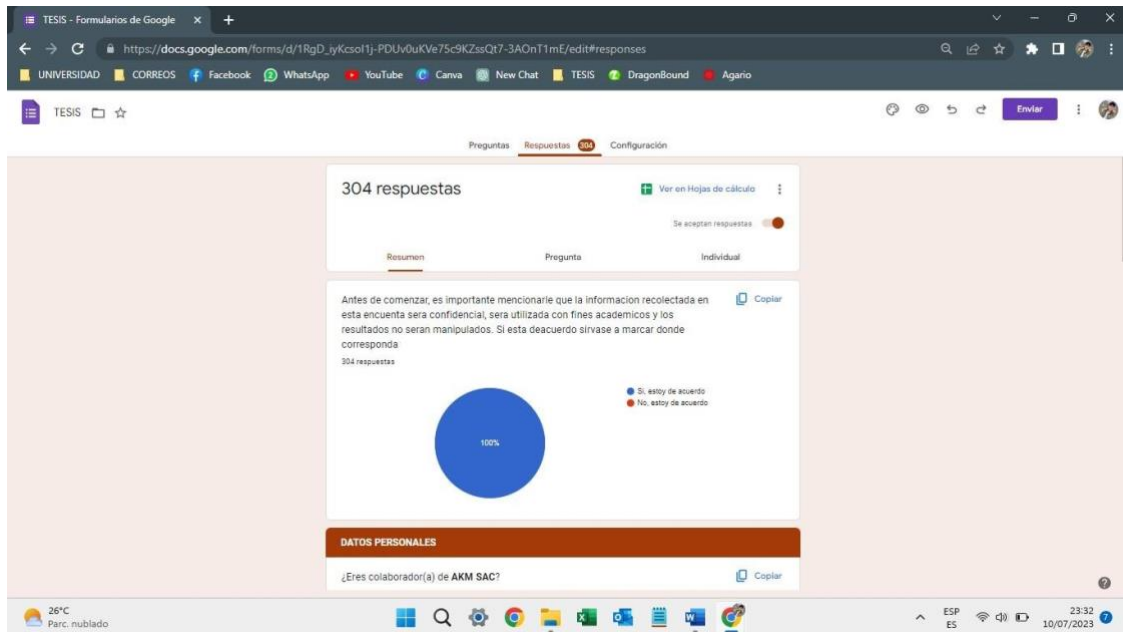 TESIS - Formularios de Google
https://docs.google.com/forms/d/1RgD_iyKcsoI1j-PDUv0uKVe75c9KZssQt7-3AOnT1mE/edit#responses
UNIVERSIDAD CORREOS Facebook WhatsApp YouTube Canva New Chat TESIS DragonBound Agario
TESIS Enviar
Preguntas Respuestas 304 Configuración
304 respuestas Ver en Hojas de cálculo
Se aceptan respuestas
Resumen Pregunta Individual
Antes de comenzar, es importante mencionarle que la informacion recolectada en Copiar
esta encuenta sera confidencial, sera utilizada con fines academicos y los
resultados no seran manipulados. Si esta deacuerdo sirvase a marcar donde
corresponda
304 respuestas
Si, estoy de acuerdo
No, estoy de acuerdo
100%
DATOS PERSONALES
¿Eres colaborador(a) de AKM SAC? Copiar
26°C ESP 23:32
Parc. nublado ES 10/07/2023 7